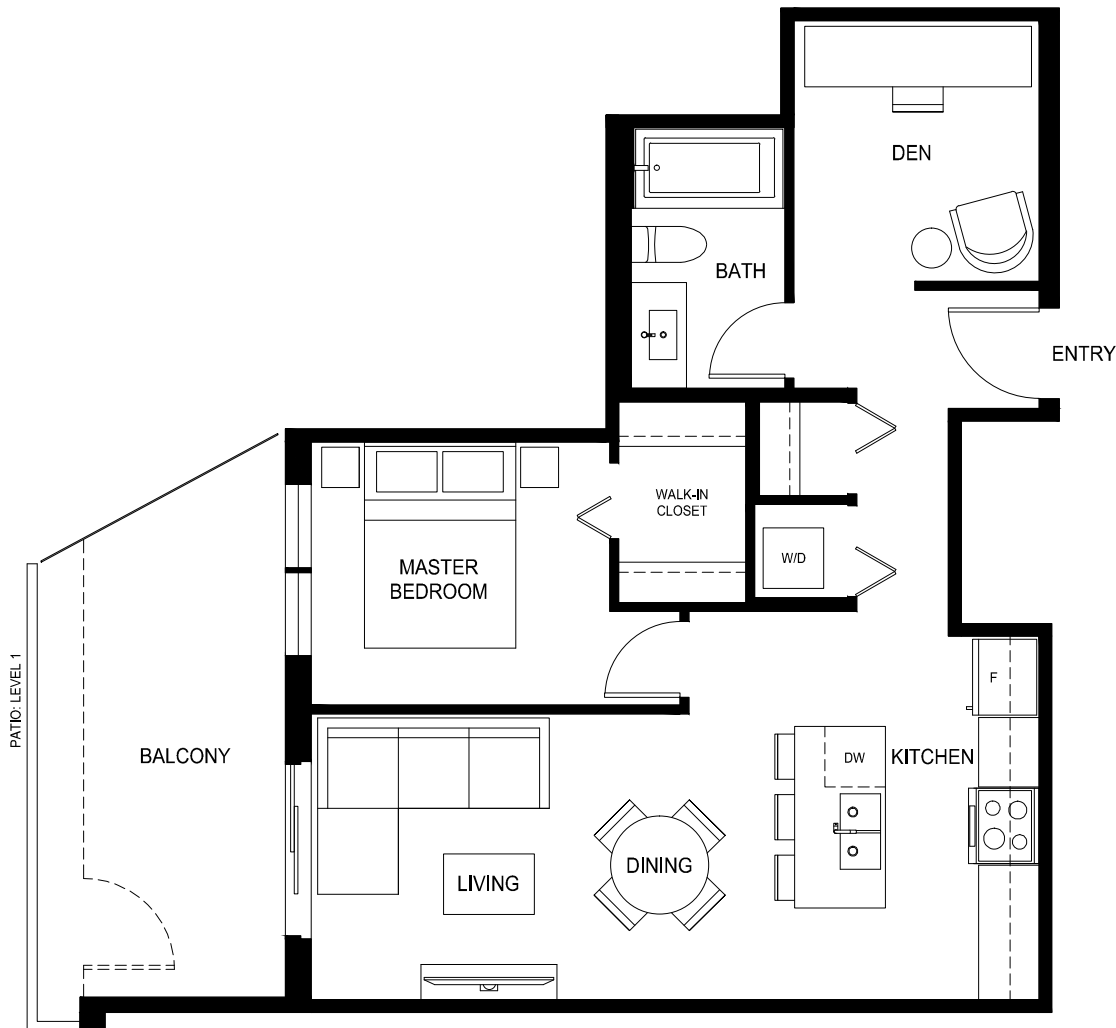 DEN
BATH
ENTRY
WALK-IN
CLOSET
W/D
MASTER
BEDROOM
F
PATIO: LEVEL 1
BALCONY
DW
KITCHEN
LIVING
DINING